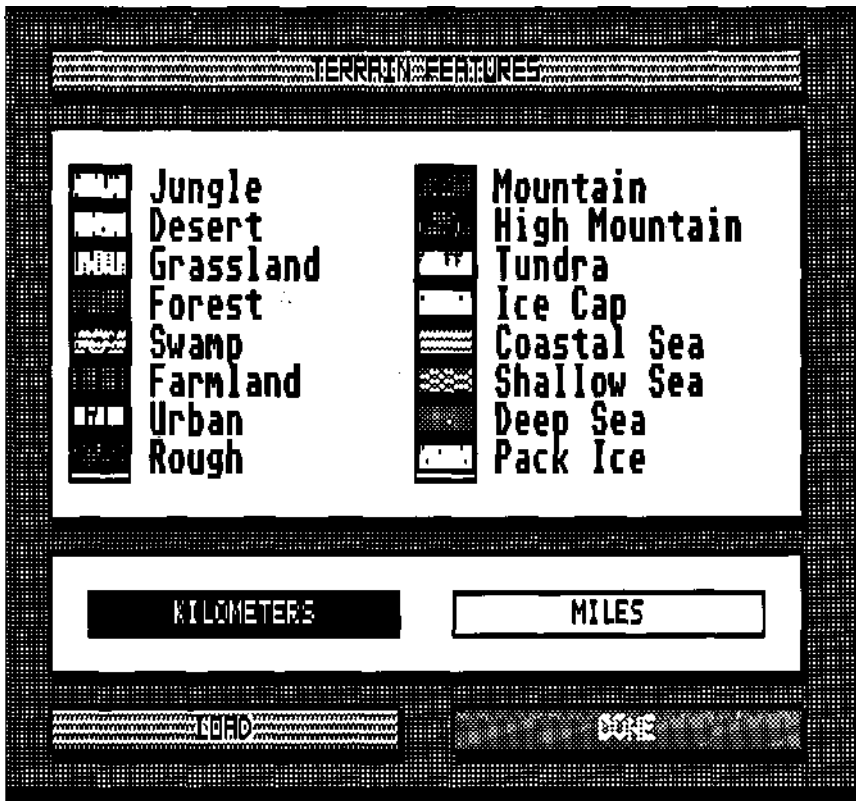 TERRAIN FEATURES
Jungle
Desert
Grassland
Forest
Swamp
Farmland
Urban
Rough
Mountain
High Mountain
Tundra
Ice Cap
Coastal Sea
Shallow Sea
Deep Sea
Pack Ice
KILOMETERS MILES
LOAD DONE